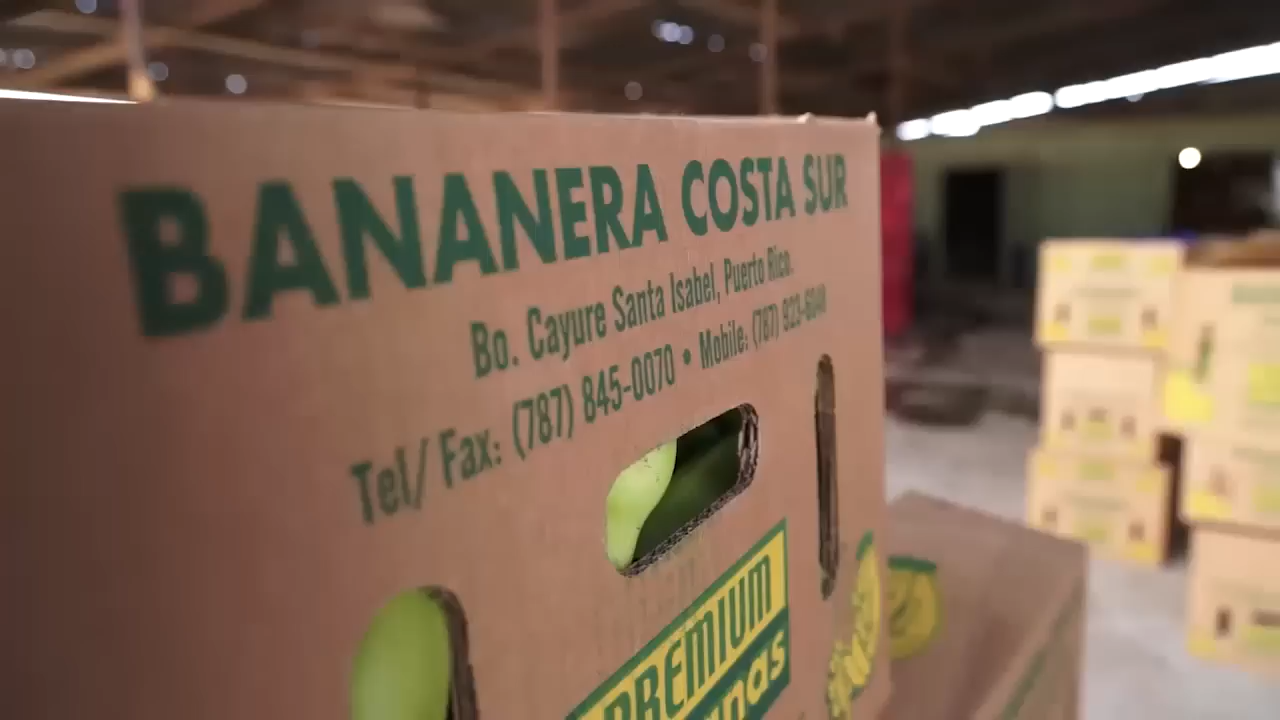 BANANERA COSTA SUR
Bo. Cayure Santa Isabel, Puerto Rico.
Tel/ Fax: (787) 845-0070 • Mobile: (787)
PREMIUM